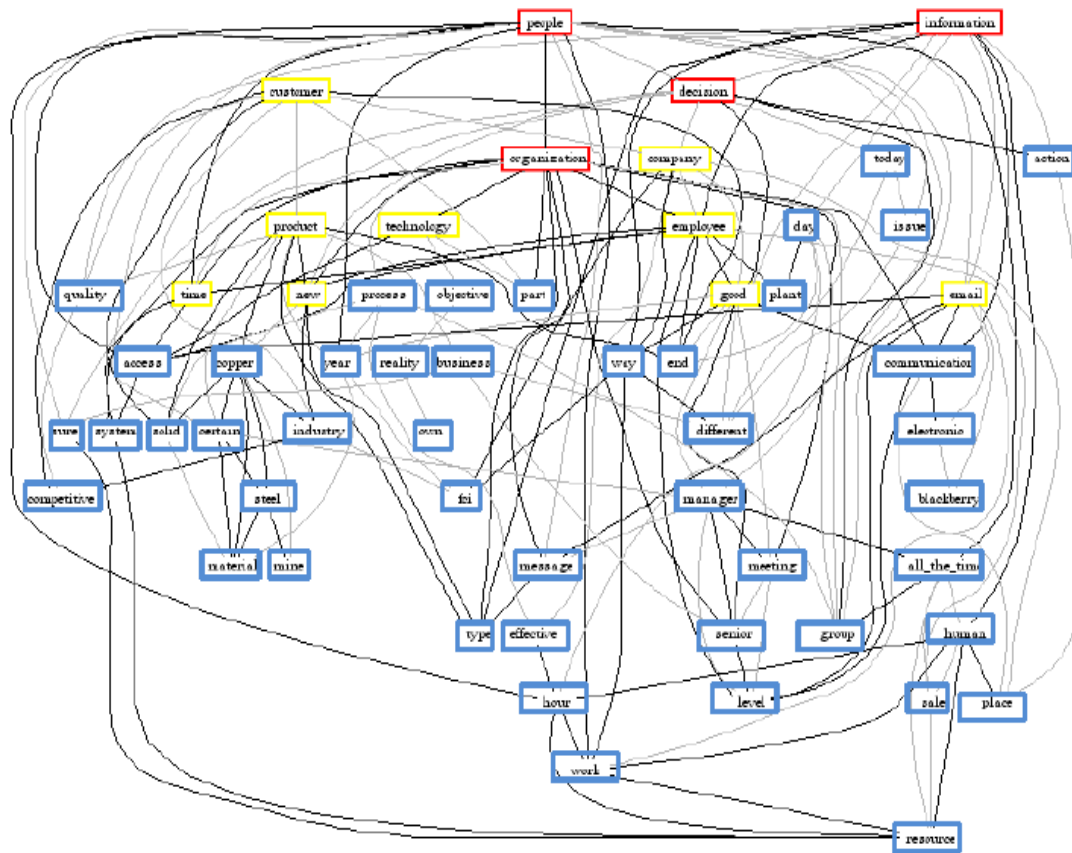 people information
customer decision
organization company today action
product technology employee day issue
quality time new process objective part good plant email
access copper year reality business way end communication
sure system solid certain industry own different electronic
competitive steel fci manager blackberry
material mine message meeting all_the_time
type effective senior group human
hour level sale place
work
resource